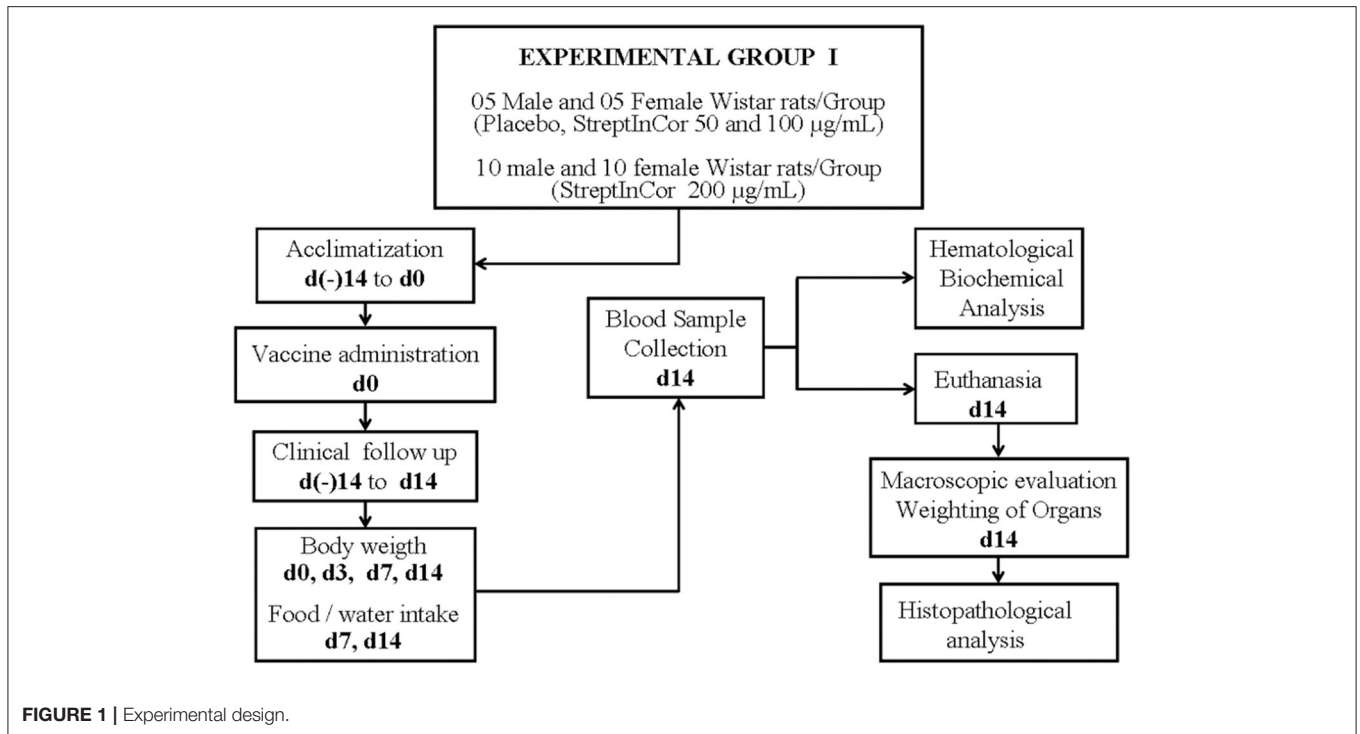 EXPERIMENTAL GROUP I
05 Male and 05 Female Wistar rats/Group
(Placebo, StreptInCor 50 and 100 µg/mL)
10 male and 10 female Wistar rats/Group
(StreptInCor 200 µg/mL)
Acclimatization
d(-)14 to d0
Vaccine administration
d0
Clinical follow up
d(-)14 to d14
Body weigth
d0, d3, d7, d14
Food / water intake
d7, d14
Blood Sample
Collection
d14
Hematological
Biochemical
Analysis
Euthanasia
d14
Macroscopic evaluation
Weighting of Organs
d14
Histopathological
analysis
FIGURE 1 | Experimental design.